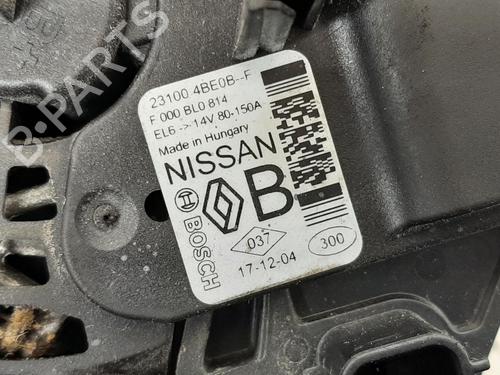 23100 4BE0B--F
F 000 BL0 814
EL6 -> 14V 80-150A
Made in Hungary
NISSAN
B
BOSCH
037
300
17-12-04
B-Parts